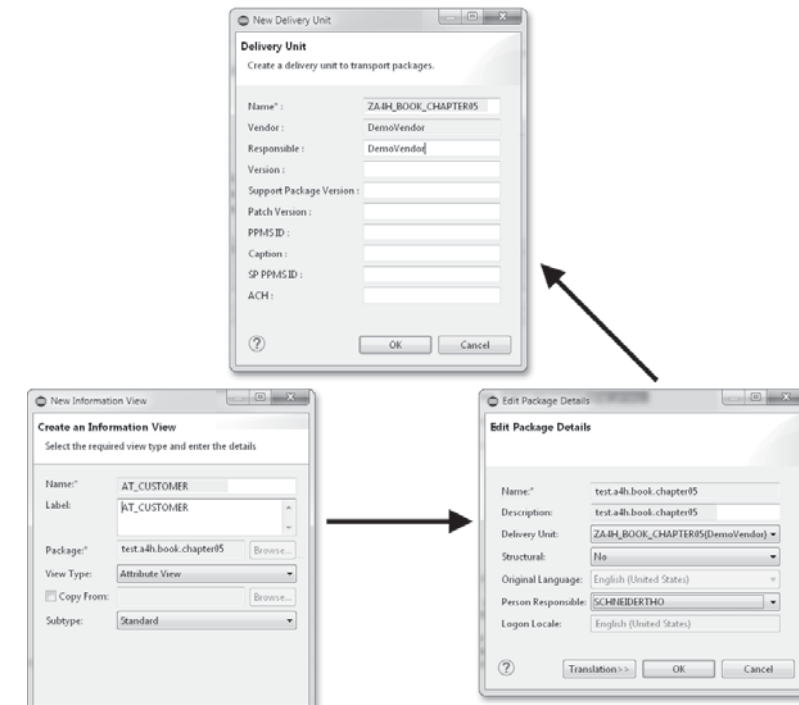 New Delivery Unit
Delivery Unit
Create a delivery unit to transport packages.
Name* : ZA4H_BOOK_CHAPTER05
Vendor : DemoVendor
Responsible : DemoVendor
Version :
Support Package Version :
Patch Version :
PPMS ID :
Caption :
SP PPMS ID :
ACH :
OK Cancel
New Information View
Create an Information View
Select the required view type and enter the details
Name:* AT_CUSTOMER
Label: AT_CUSTOMER
Package:* test.a4h.book.chapter05 Browse...
View Type: Attribute View
Copy From: Browse...
Subtype: Standard
Edit Package Details
Edit Package Details
Name:* test.a4h.book.chapter05
Description: test.a4h.book.chapter05
Delivery Unit: ZA4H_BOOK_CHAPTER05(DemoVendor)
Structural: No
Original Language: English (United States)
Person Responsible: SCHNEIDERTHO
Logon Locale: English (United States)
Translation>> OK Cancel